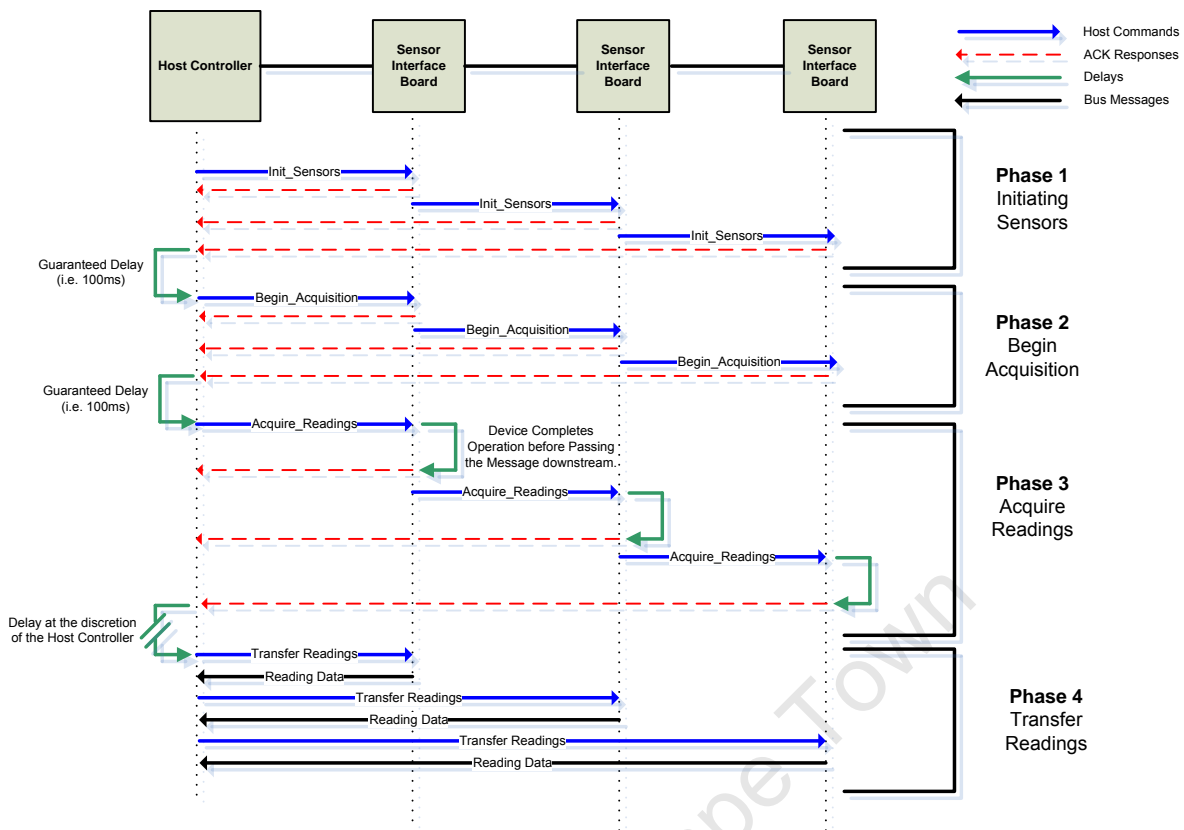 Host Controller
Sensor
Interface
Board
Sensor
Interface
Board
Sensor
Interface
Board
Host Commands
ACK Responses
Delays
Bus Messages
Init_Sensors
Init_Sensors
Init_Sensors
Phase 1
Initiating
Sensors
Guaranteed Delay
(i.e. 100ms)
Begin_Acquisition
Begin_Acquisition
Begin_Acquisition
Phase 2
Begin
Acquisition
Guaranteed Delay
(i.e. 100ms)
Acquire_Readings
Device Completes
Operation before Passing
the Message downstream.
Acquire_Readings
Acquire_Readings
Phase 3
Acquire
Readings
Delay at the discretion
of the Host Controller
Transfer Readings
Reading Data
Transfer Readings
Reading Data
Transfer Readings
Reading Data
Phase 4
Transfer
Readings
Town